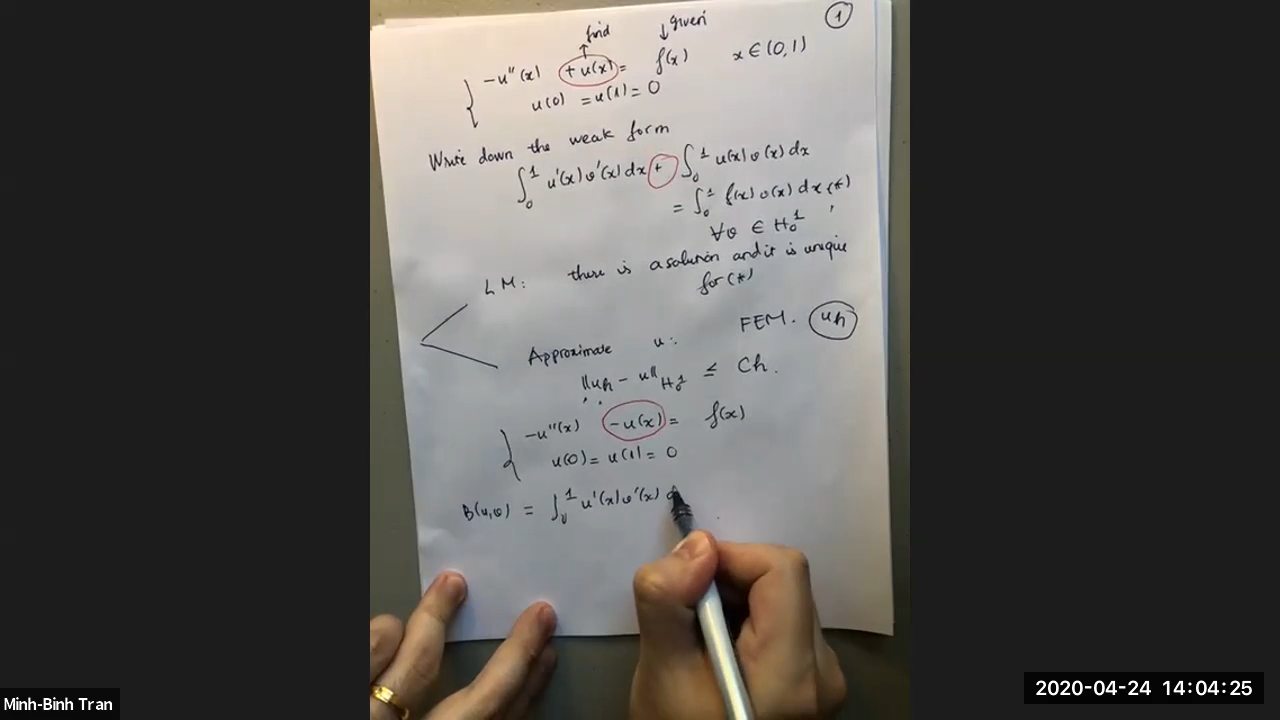 1
find
given
-u''(x) + u(x) = f(x) x ∈ (0,1)
u(0) = u(1) = 0
Write down the weak form
∫₀¹ u'(x)v'(x) dx + ∫₀¹ u(x)v(x) dx
= ∫₀¹ f(x)v(x) dx (*),
∀v ∈ H₀¹
LM: there is a solution and it is unique
for (*)
FEM. uh
Approximate u:
‖uh - u‖H₀¹ ≤ Ch.
-u''(x) - u(x) = f(x)
u(0) = u(1) = 0
B(u,v) = ∫₀¹ u'(x)v'(x) d
Minh-Binh Tran
2020-04-24 14:04:25